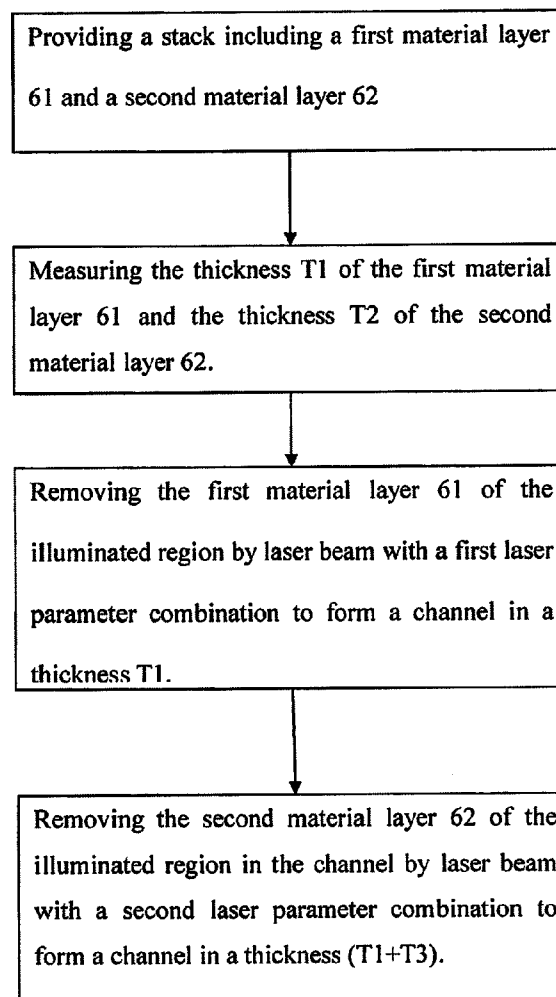 Providing a stack including a first material layer
61 and a second material layer 62
Measuring the thickness T1 of the first material
layer 61 and the thickness T2 of the second
material layer 62.
Removing the first material layer 61 of the
illuminated region by laser beam with a first laser
parameter combination to form a channel in a
thickness T1.
Removing the second material layer 62 of the
illuminated region in the channel by laser beam
with a second laser parameter combination to
form a channel in a thickness (T1+T3).